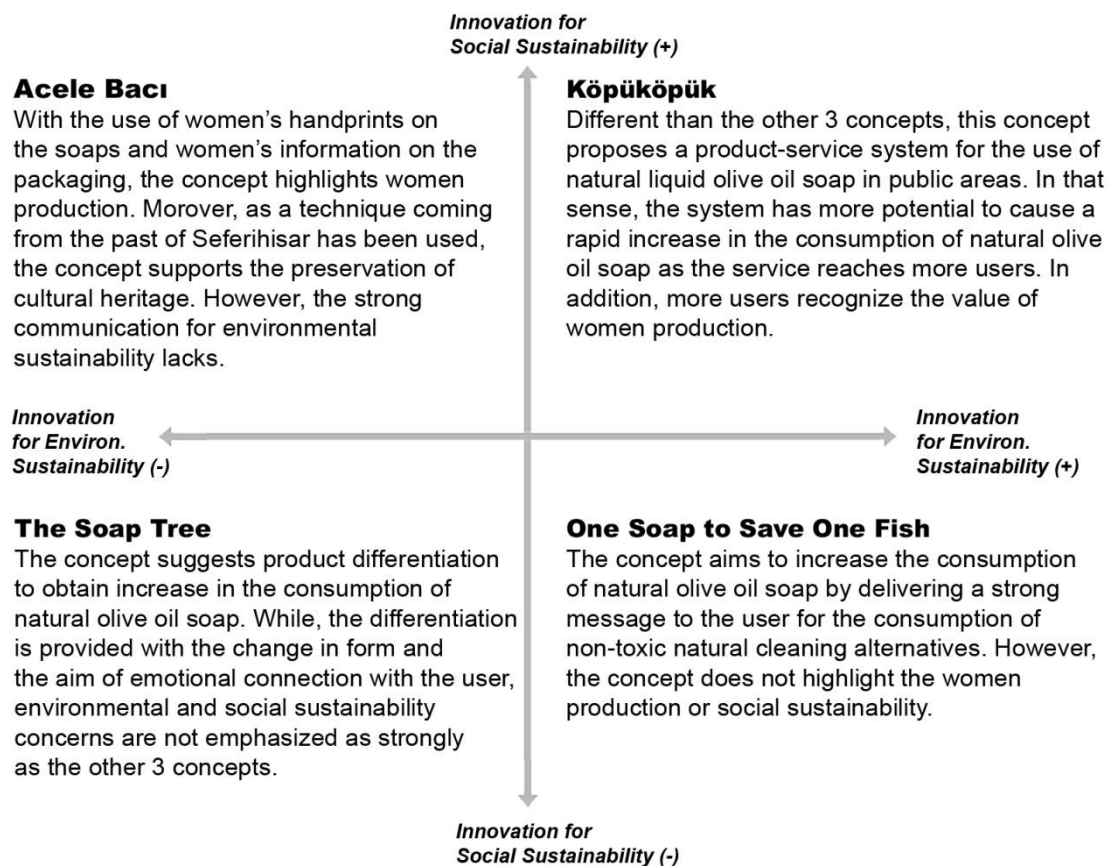 Innovation for
Social Sustainability (+)
Acele Bacı
With the use of women's handprints on
the soaps and women's information on the
packaging, the concept highlights women
production. Morover, as a technique coming
from the past of Seferihisar has been used,
the concept supports the preservation of
cultural heritage. However, the strong
communication for environmental
sustainability lacks.
Köpüköpük
Different than the other 3 concepts, this concept
proposes a product-service system for the use of
natural liquid olive oil soap in public areas. In that
sense, the system has more potential to cause a
rapid increase in the consumption of natural olive
oil soap as the service reaches more users. In
addition, more users recognize the value of
women production.
Innovation
for Environ.
Sustainability (-)
Innovation
for Environ.
Sustainability (+)
The Soap Tree
The concept suggests product differentiation
to obtain increase in the consumption of
natural olive oil soap. While, the differentiation
is provided with the change in form and
the aim of emotional connection with the user,
environmental and social sustainability
concerns are not emphasized as strongly
as the other 3 concepts.
One Soap to Save One Fish
The concept aims to increase the consumption
of natural olive oil soap by delivering a strong
message to the user for the consumption of
non-toxic natural cleaning alternatives. However,
the concept does not highlight the women
production or social sustainability.
Innovation for
Social Sustainability (-)